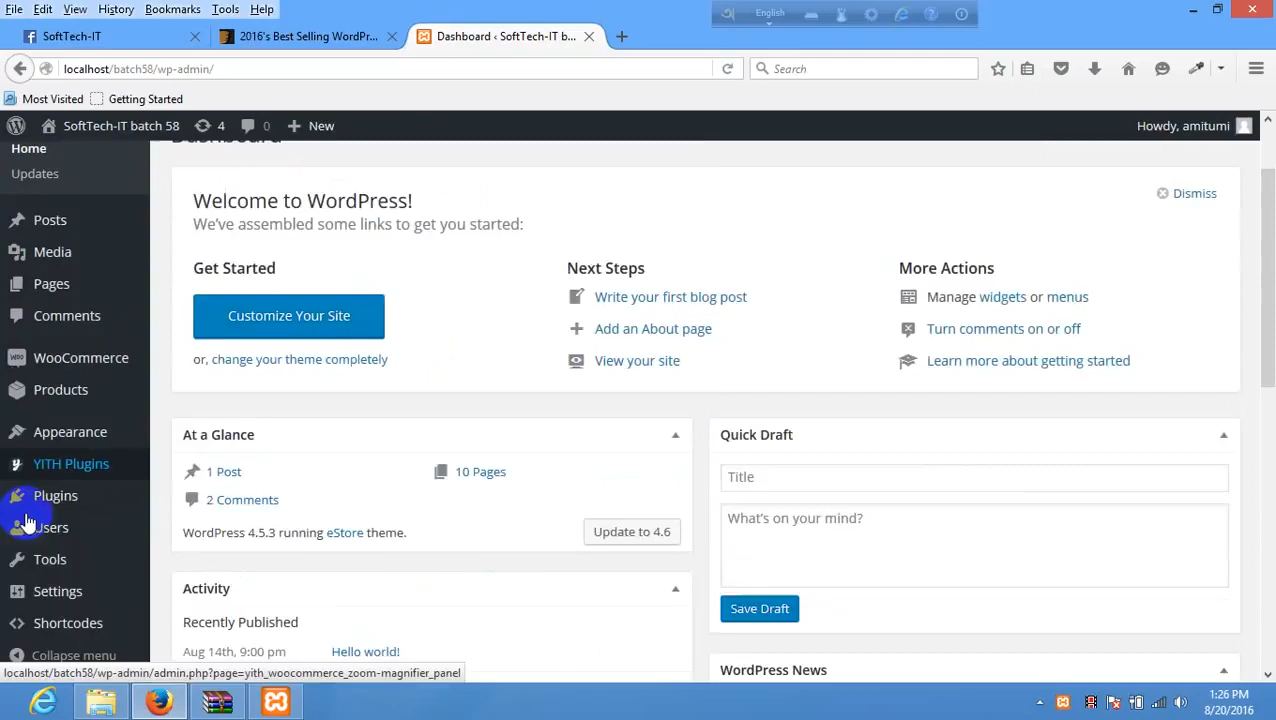 File Edit View History Bookmarks Tools Help
English
SoftTech-IT
2016's Best Selling WordPr...
Dashboard ‹ SoftTech-IT b...
localhost/batch58/wp-admin/
Search
Most Visited Getting Started
SoftTech-IT batch 58 4 0 New
Howdy, amitumi
Home
Updates
Posts
Media
Pages
Comments
WooCommerce
Products
Appearance
YITH Plugins
Plugins
Users
Tools
Settings
Shortcodes
Collapse menu
Dashboard
Welcome to WordPress!
Dismiss
We've assembled some links to get you started:
Get Started
Customize Your Site
or, change your theme completely
Next Steps
Write your first blog post
Add an About page
View your site
More Actions
Manage widgets or menus
Turn comments on or off
Learn more about getting started
At a Glance
1 Post
10 Pages
2 Comments
WordPress 4.5.3 running eStore theme.
Update to 4.6
Activity
Recently Published
Aug 14th, 9:00 pm Hello world!
Quick Draft
Title
What's on your mind?
Save Draft
WordPress News
localhost/batch58/wp-admin/admin.php?page=yith_woocommerce_zoom-magnifier_panel
1:26 PM
8/20/2016